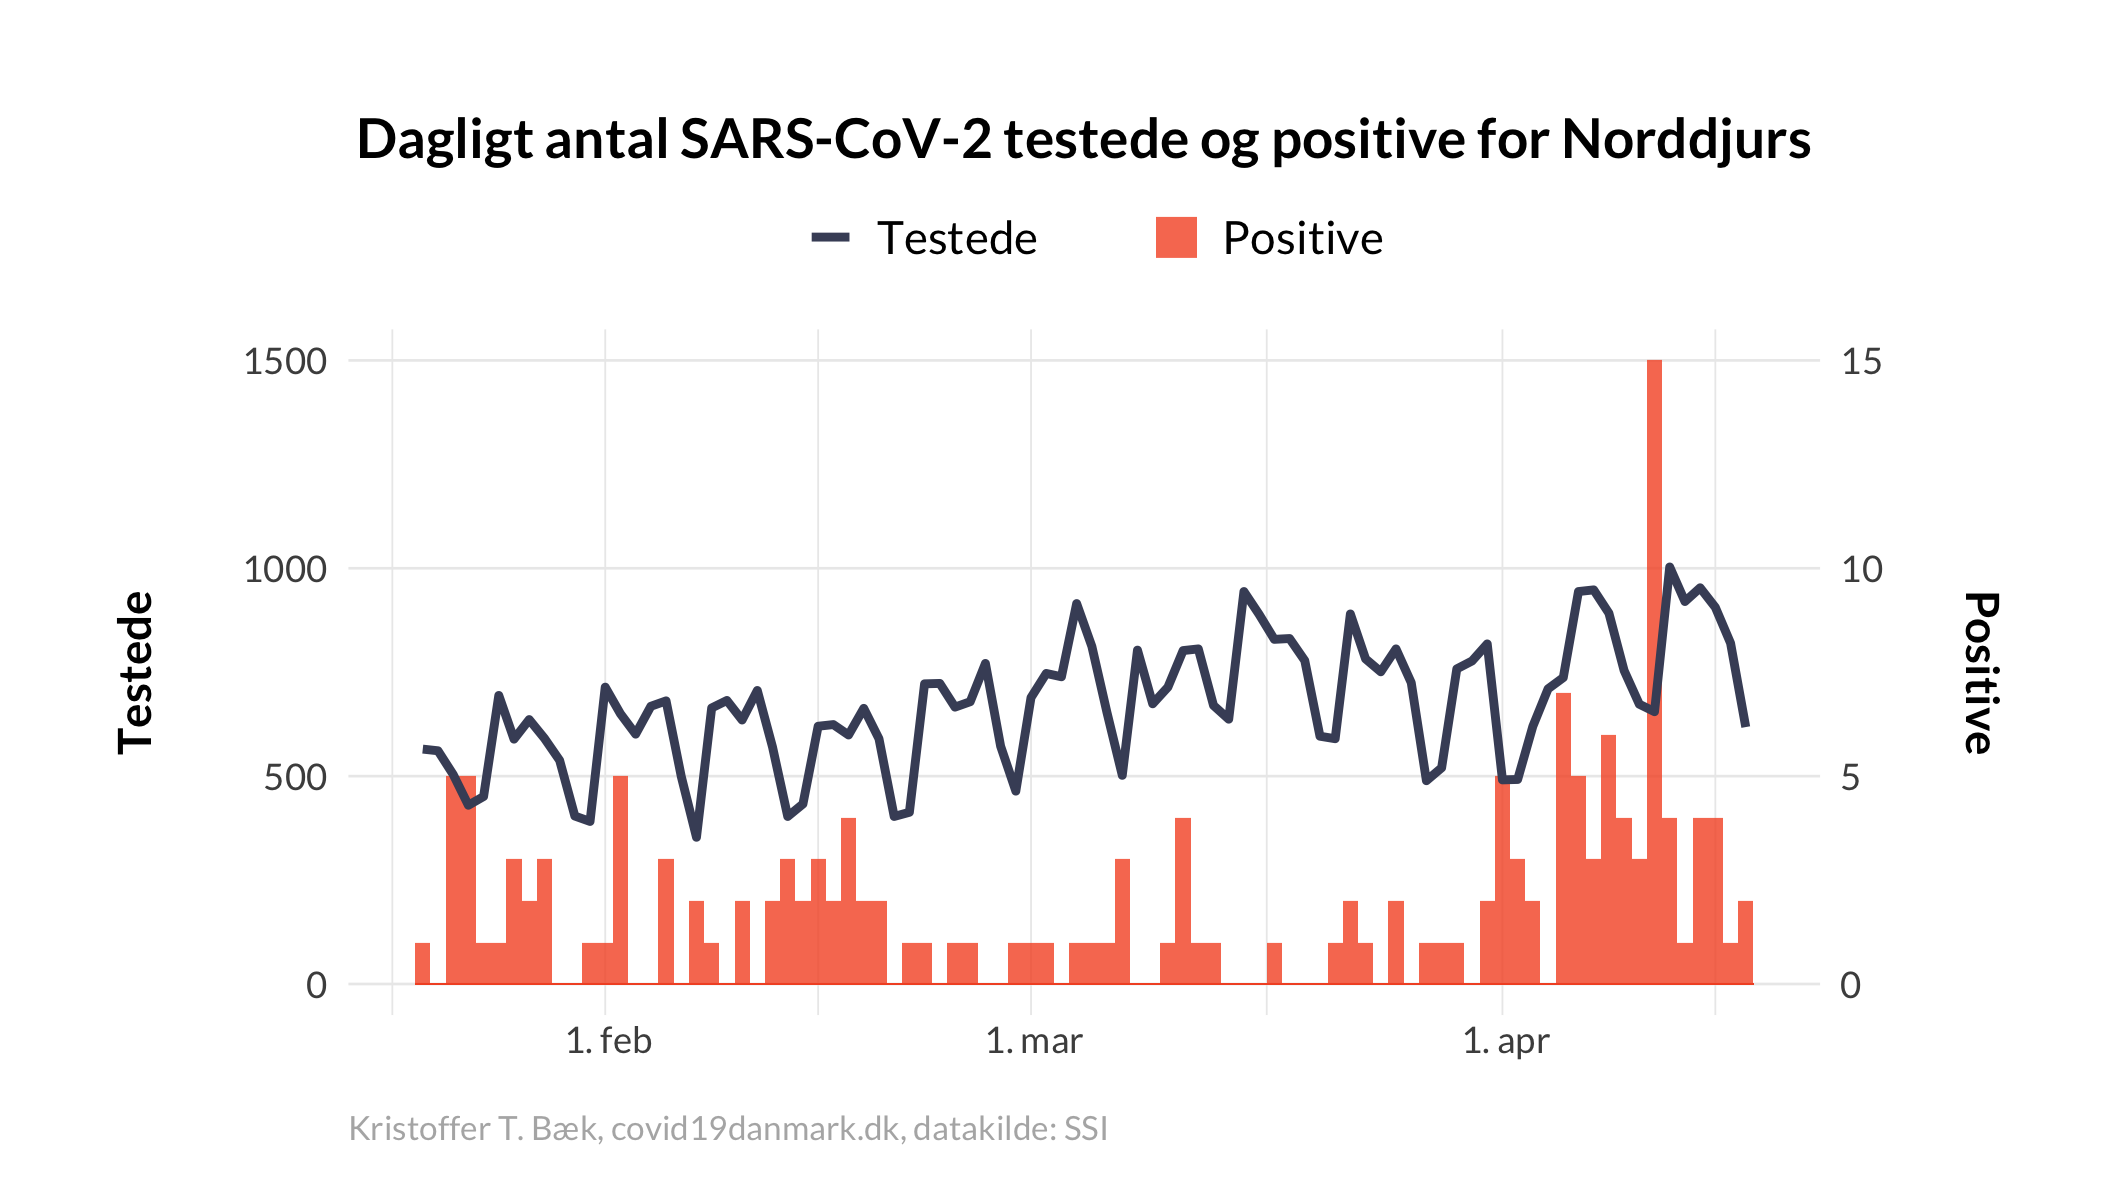 Dagligt antal SARS-CoV-2 testede og positive for Norddjurs
Testede Positive
1500 15
1000 10
Testede
Positive
500 5
0 0
1. feb 1. mar 1. apr
Kristoffer T. Bæk, covid19danmark.dk, datakilde: SSI